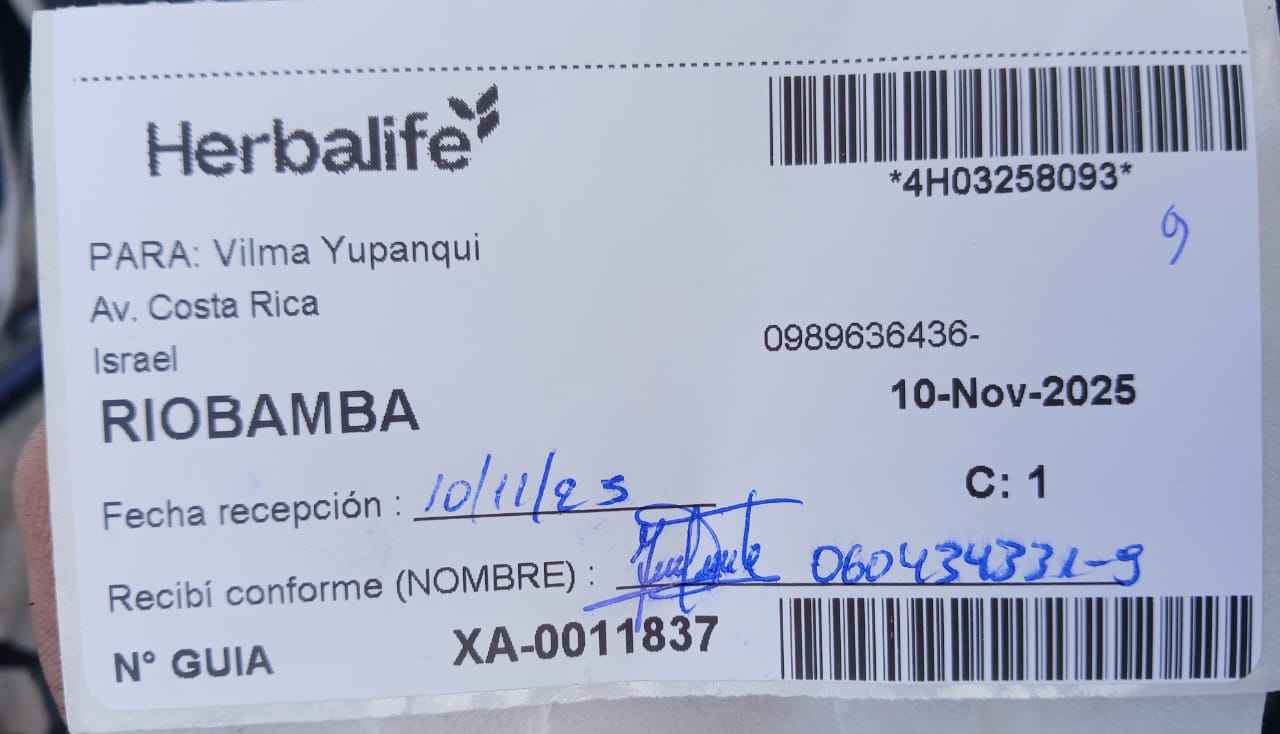 Herbalife
*4H03258093*
9
PARA: Vilma Yupanqui
Av. Costa Rica
Israel
0989636436-
RIOBAMBA
10-Nov-2025
C: 1
Fecha recepción : 10/11/25
Recibí conforme (NOMBRE) : 060434331-9
N° GUIA XA-0011837